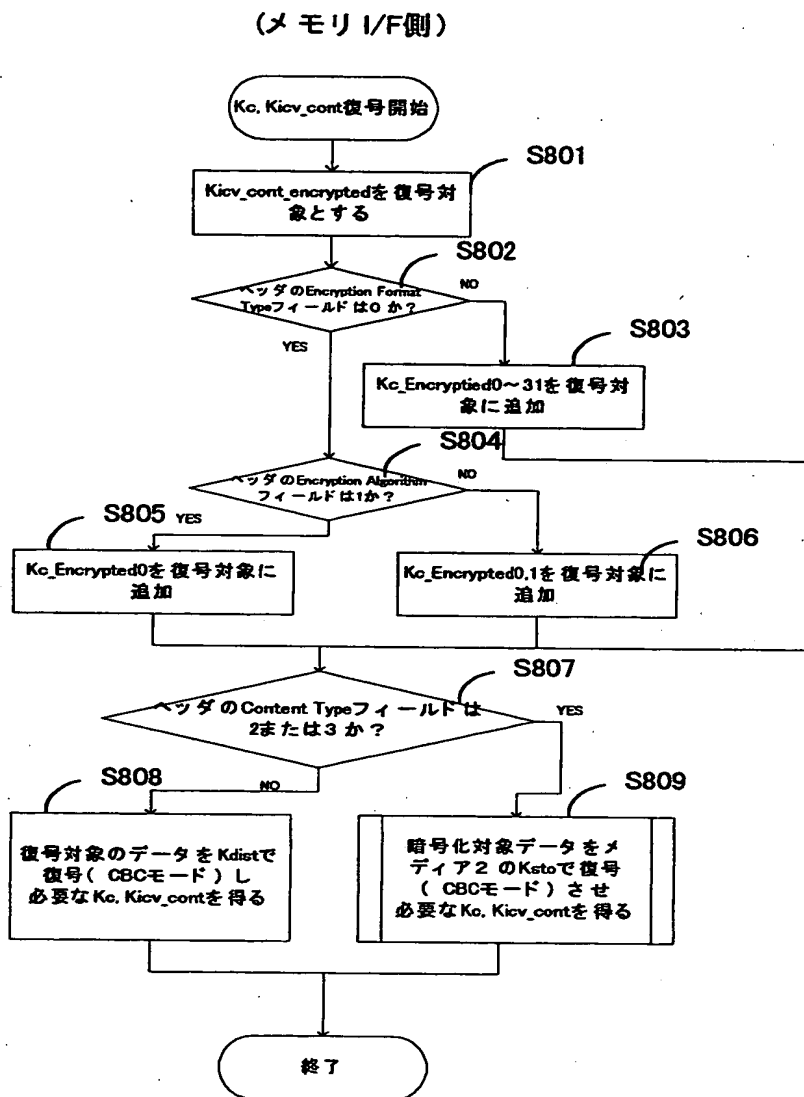 (メモリ I/F側)
Kc, Kicv_cont復号開始
S801
Kicv_cont_encryptedを復号対
象とする
S802
ヘッダのEncryption Format
Typeフィールドは0か?
NO
YES
S803
Kc_Encryptied0〜31を復号対
象に追加
S804
ヘッダのEncryption Algorithm
フィールドは1か?
NO
S805
YES
Kc_Encrypted0を復号対象に
追加
S806
Kc_Encrypted0,1を復号対象に
追加
S807
ヘッダのContent Typeフィールドは
2または3か?
YES
NO
S808
復号対象のデータをKdistで
復号(CBCモード)し
必要なKc, Kicv_contを得る
S809
暗号化対象データをメ
ディア2のKstoで復号
(CBCモード)させ
必要なKc, Kicv_contを得る
終了